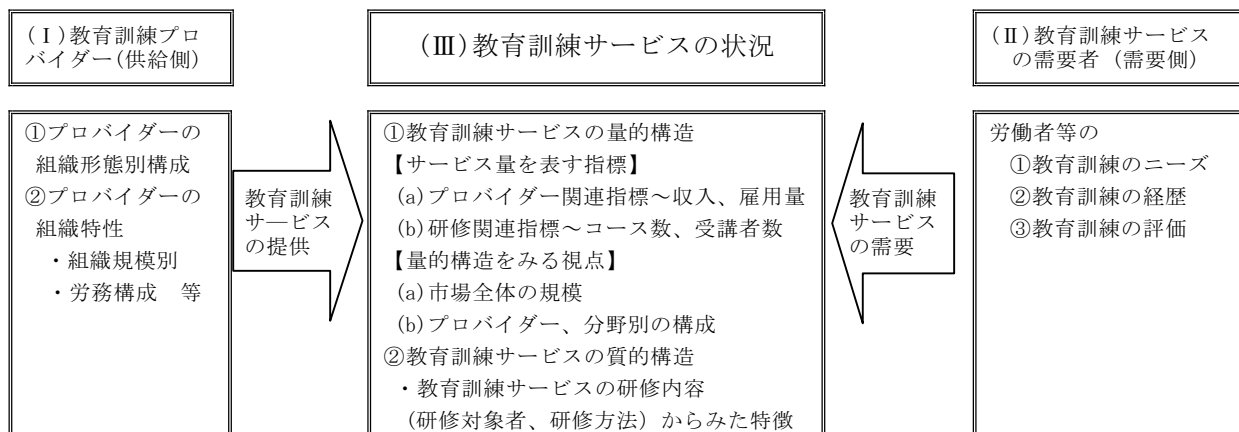 (Ⅰ)教育訓練プロ
バイダー(供給側)
(Ⅲ)教育訓練サービスの状況
(Ⅱ)教育訓練サービス
の需要者（需要側）
①プロバイダーの
組織形態別構成
②プロバイダーの
組織特性
・組織規模別
・労務構成　等
教育訓練
サ―ビス
の提供
①教育訓練サービスの量的構造
【サービス量を表す指標】
(a)プロバイダー関連指標～収入、雇用量
(b)研修関連指標～コース数、受講者数
【量的構造をみる視点】
(a)市場全体の規模
(b)プロバイダー、分野別の構成
②教育訓練サービスの質的構造
・教育訓練サービスの研修内容
(研修対象者、研修方法）からみた特徴
教育訓練
サービス
の需要
労働者等の
①教育訓練のニーズ
②教育訓練の経歴
③教育訓練の評価